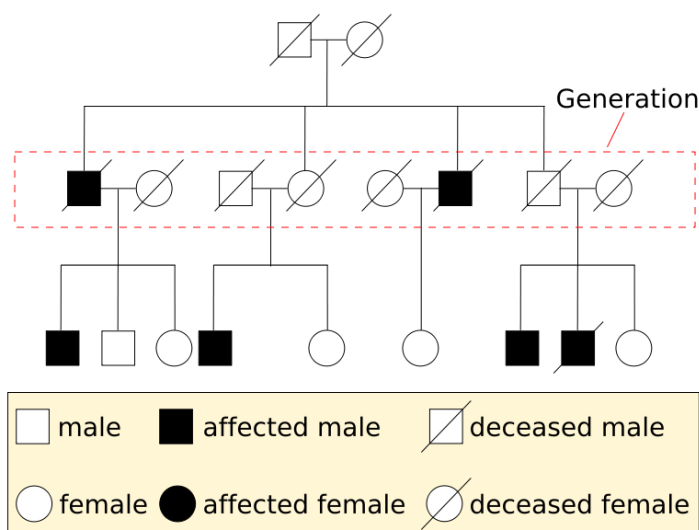 Generation
male
affected male
deceased male
female
affected female
deceased female